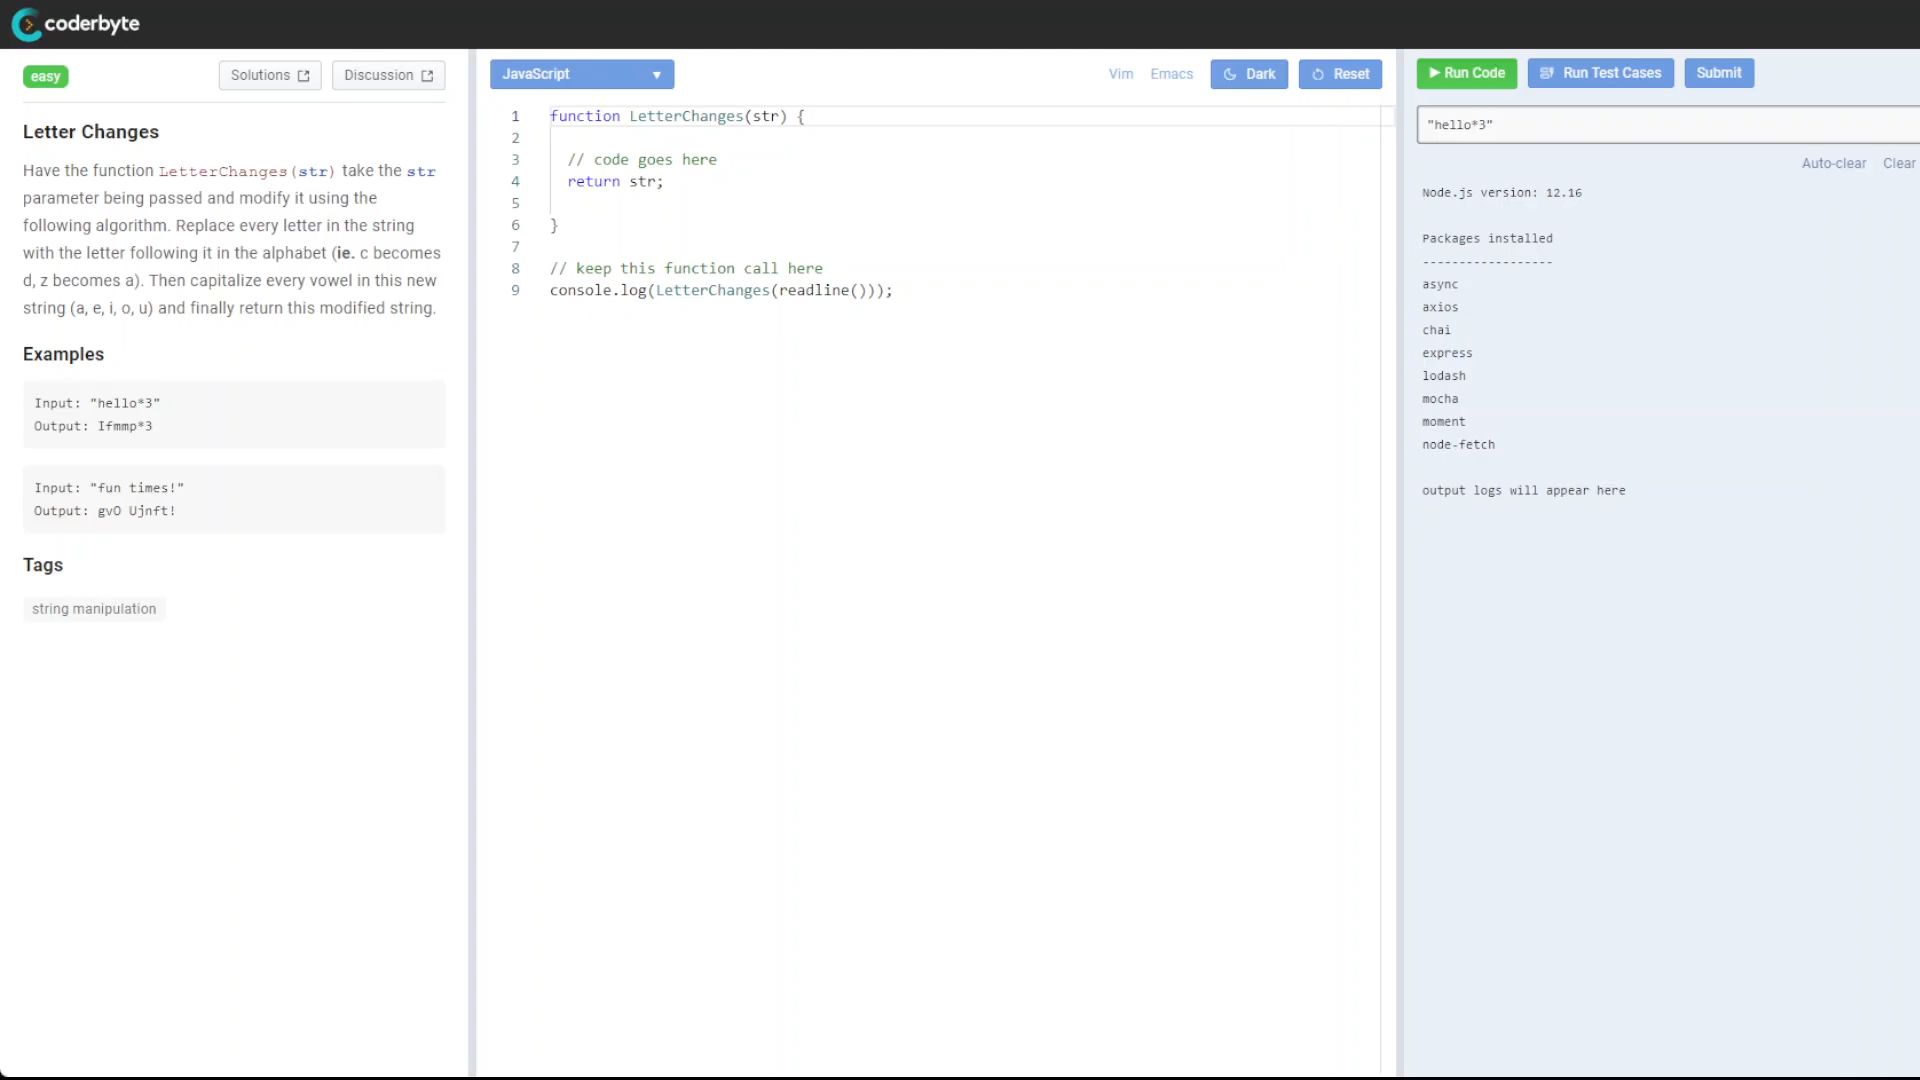 coderbyte
easy
Solutions
Discussion
Letter Changes
Have the function LetterChanges(str) take the str
parameter being passed and modify it using the
following algorithm. Replace every letter in the string
with the letter following it in the alphabet (ie. c becomes
d, z becomes a). Then capitalize every vowel in this new
string (a, e, i, o, u) and finally return this modified string.
Examples
Input: "hello*3"
Output: Ifmmp*3
Input: "fun times!"
Output: gvO Ujnft!
Tags
string manipulation
JavaScript
Vim
Emacs
Dark
Reset
1 function LetterChanges(str) {
2
3 // code goes here
4 return str;
5
6 }
7
8 // keep this function call here
9 console.log(LetterChanges(readline()));
Run Code
Run Test Cases
Submit
"hello*3"
Auto-clear
Clear
Node.js version: 12.16
Packages installed
------------------
async
axios
chai
express
lodash
mocha
moment
node-fetch
output logs will appear here